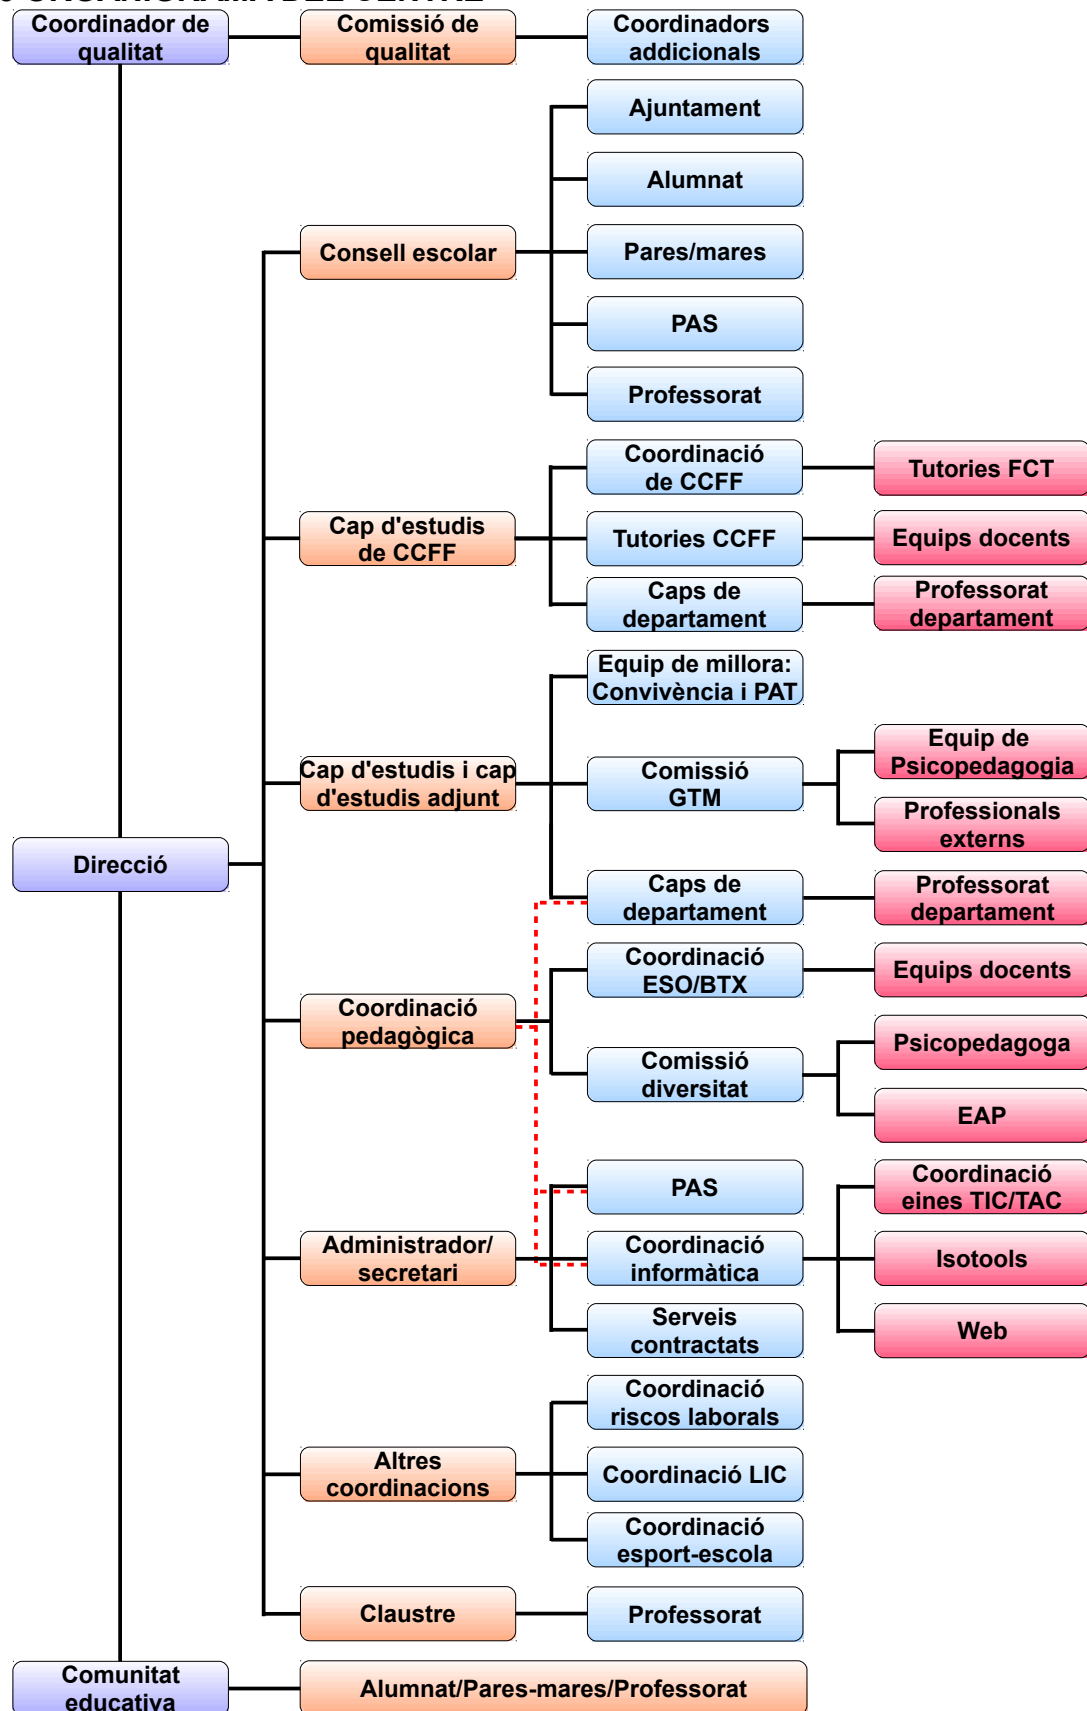 ORGANIGRAMA DEL CENTRE
Coordinador de
qualitat
Comissió de
qualitat
Coordinadors
addicionals
Ajuntament
Alumnat
Consell escolar
Pares/mares
PAS
Professorat
Coordinació
de CCFF
Tutories FCT
Cap d'estudis
de CCFF
Tutories CCFF
Equips docents
Caps de
departament
Professorat
departament
Equip de millora:
Convivència i PAT
Cap d'estudis i cap
d'estudis adjunt
Comissió
GTM
Equip de
Psicopedagogia
Professionals
externs
Direcció
Caps de
departament
Professorat
departament
Coordinació
pedagògica
Coordinació
ESO/BTX
Equips docents
Comissió
diversitat
Psicopedagoga
EAP
Administrador/
secretari
PAS
Coordinació
informàtica
Coordinació
eines TIC/TAC
Isotools
Web
Serveis
contractats
Altres
coordinacions
Coordinació
riscos laborals
Coordinació LIC
Coordinació
esport-escola
Claustre
Professorat
Comunitat
educativa
Alumnat/Pares-mares/Professorat